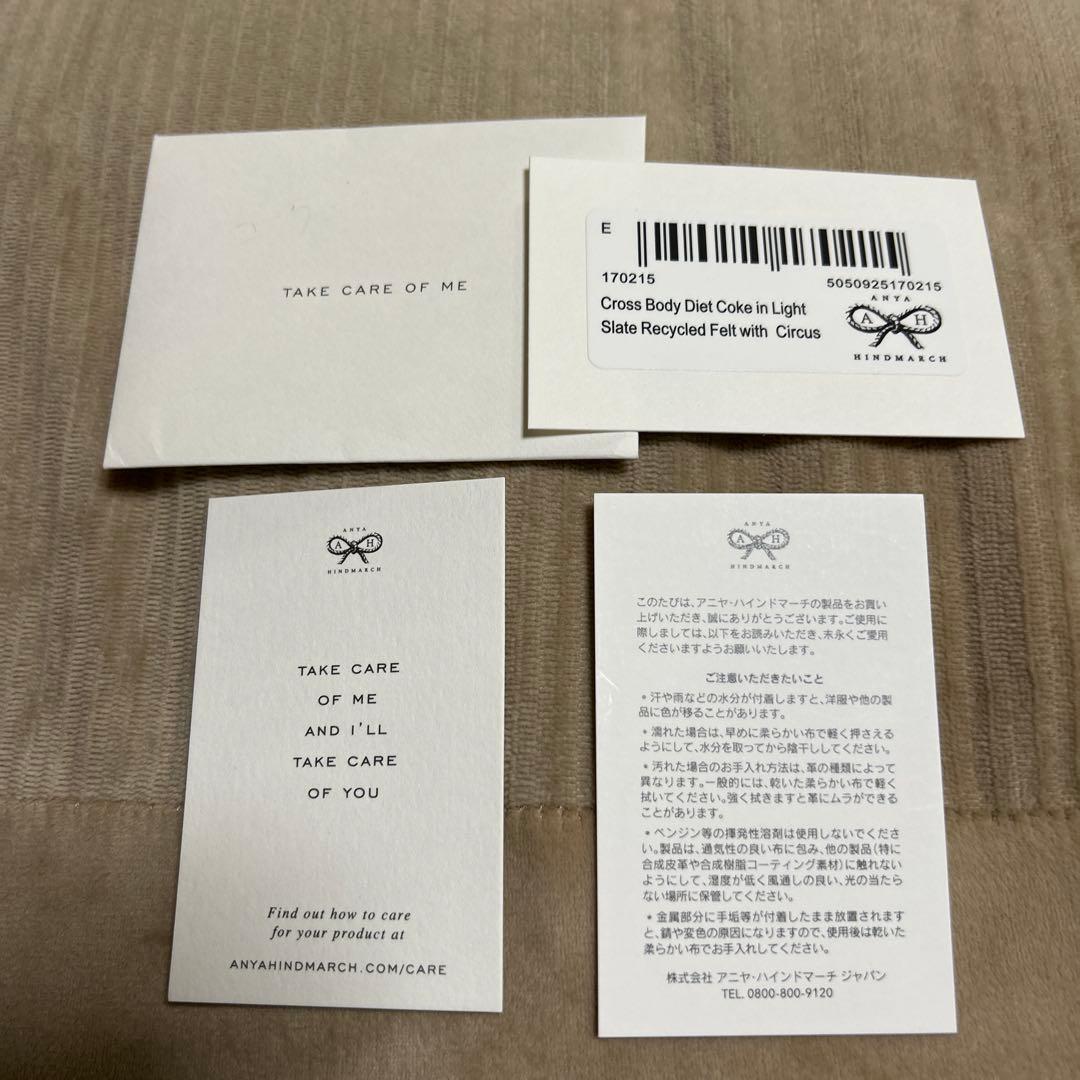 TAKE CARE OF ME
E
170215
5050925170215
Cross Body Diet Coke in Light
Slate Recycled Felt with Circus
ANYA
A H
HINDMARCH
ANYA
A H
HINDMARCH
TAKE CARE
OF ME
AND I'LL
TAKE CARE
OF YOU
Find out how to care
for your product at
ANYAHINDMARCH.COM/CARE
ANYA
A H
HINDMARCH
このたびは、アニヤ・ハインドマーチの製品をお買い
上げいただき、誠にありがとうございます。ご使用に
際しましては、以下をお読みいただき、末永くご愛用
くださいますようお願いいたします。
ご注意いただきたいこと
* 汗や雨などの水分が付着しますと、洋服や他の製
品に色が移ることがあります。
* 濡れた場合は、早めに柔らかい布で軽く押さえる
ようにして、水分を取ってから陰干ししてください。
* 汚れた場合のお手入れ方法は、革の種類によって
異なります。一般的には、乾いた柔らかい布で軽く
拭いてください。強く拭きますと革にムラができる
ことがあります。
* ベンジン等の揮発性溶剤は使用しないでくださ
い。製品は、通気性の良い布に包み、他の製品（特に
合成皮革や合成樹脂コーティング素材）に触れない
ようにして、湿度が低く風通しの良い、光の当たら
ない場所に保管してください。
* 金属部分に手垢等が付着したまま放置されます
と、錆や変色の原因になりますので、使用後は乾いた
柔らかい布でお手入れしてください。
株式会社 アニヤ・ハインドマーチ ジャパン
TEL. 0800-800-9120